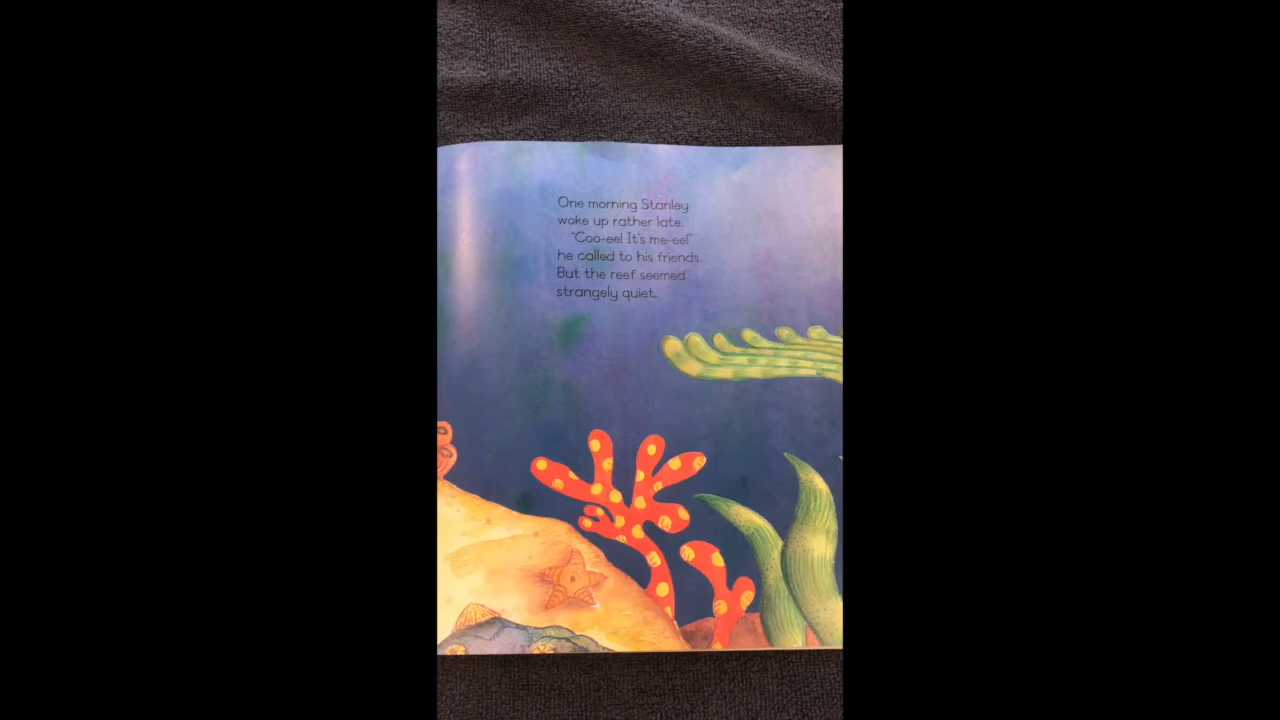 One morning Stanley
woke up rather late.
"Coo-ee! It's me-ee!"
he called to his friends.
But the reef seemed
strangely quiet.